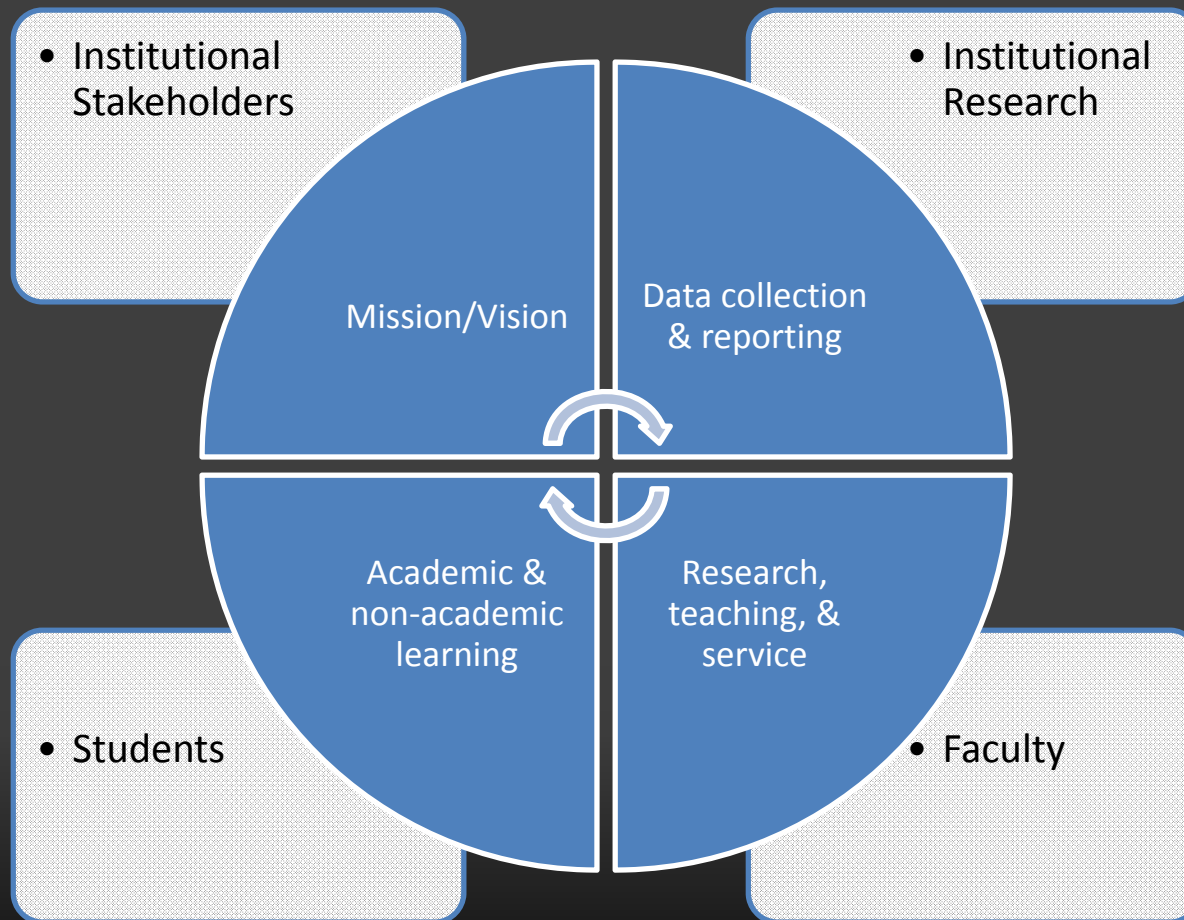 • Institutional
Stakeholders
• Institutional
Research
Mission/Vision
Data collection
& reporting
Academic &
non-academic
learning
Research,
teaching, &
service
• Students
• Faculty